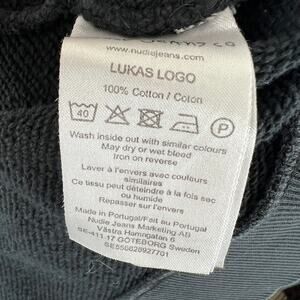 www.nudiejeans.com
LUKAS LOGO
100% Cotton / Coton
40
P
Wash inside out with similar colours
May dry or wet bleed
Iron on reverse
Laver à l'envers avec couleurs
similaires
Ce tissu peut déteindre à la fois sec
ou humide
Repasser sur l'envers
Made in Portugal/Fait au Portugal
Nudie Jeans Marketing AB
Västra Hamngatan 6
SE-411 17 GÖTEBORG Sweden
SE556620927701